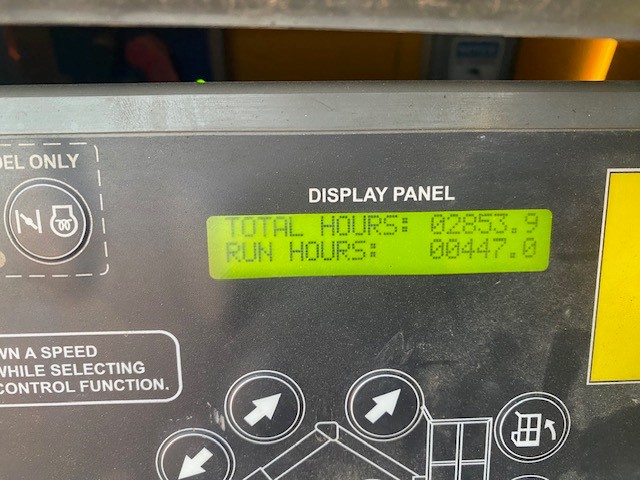 DEL ONLY
DISPLAY PANEL
TOTAL HOURS: 02853.9
RUN HOURS: 00447.0
WN A SPEED
WHILE SELECTING
CONTROL FUNCTION.